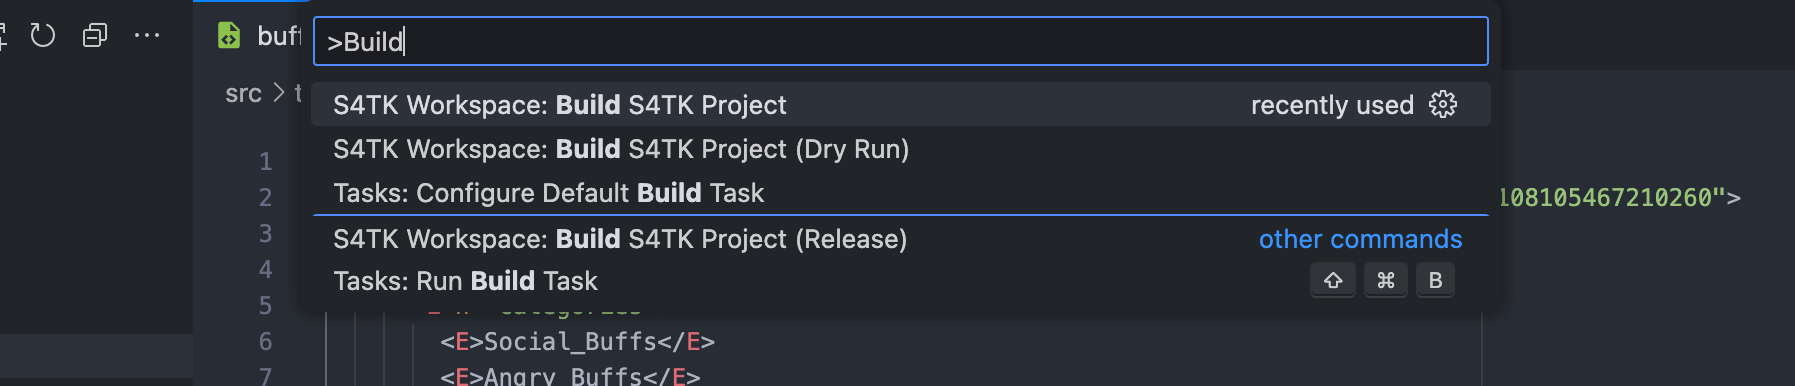 buff
>Build
src > t
S4TK Workspace: Build S4TK Project recently used
S4TK Workspace: Build S4TK Project (Dry Run)
Tasks: Configure Default Build Task
S4TK Workspace: Build S4TK Project (Release) other commands
Tasks: Run Build Task ⇧ ⌘ B
1
2 108105467210260">
3
4
5
6 <E>Social_Buffs</E>
7 <E>Angry_Buffs</E>